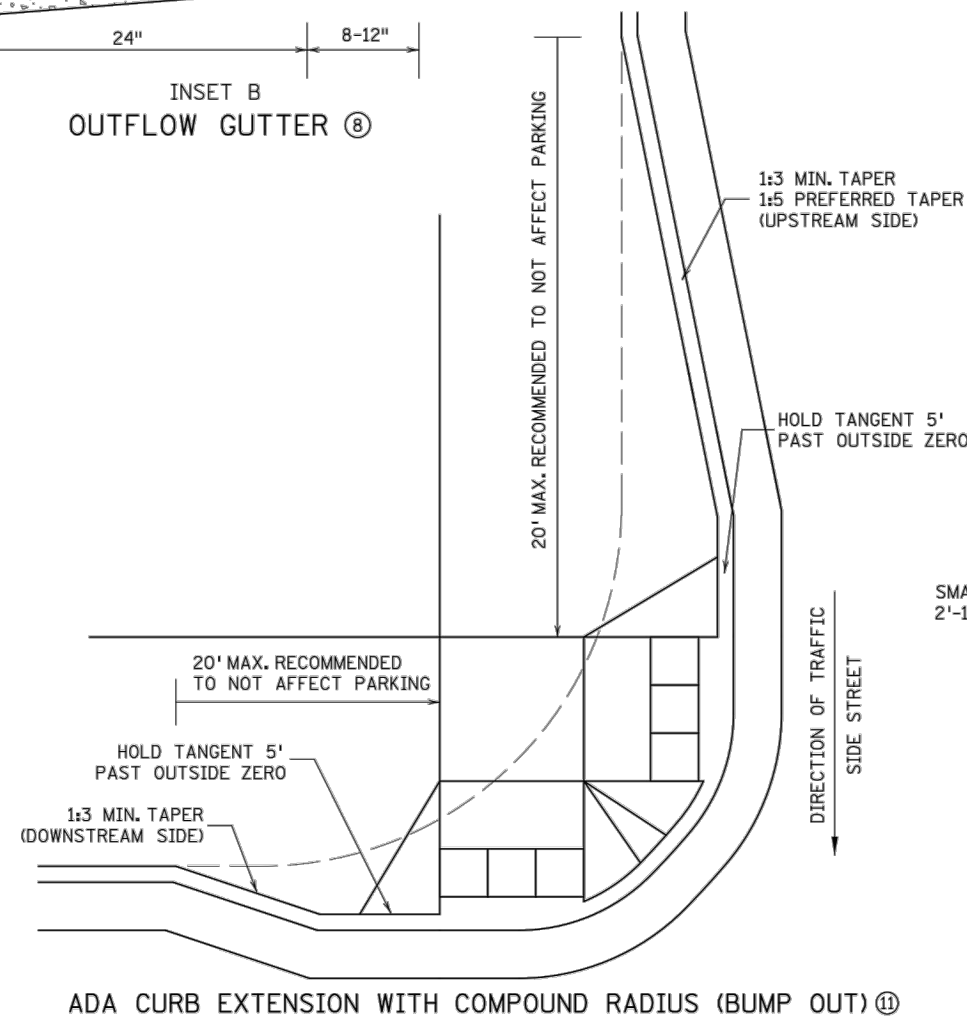 24"
8-12"
INSET B
OUTFLOW GUTTER ⑧
20' MAX. RECOMMENDED TO NOT AFFECT PARKING
1:3 MIN. TAPER
1:5 PREFERRED TAPER
(UPSTREAM SIDE)
HOLD TANGENT 5'
PAST OUTSIDE ZERO
SMA
2'-1
DIRECTION OF TRAFFIC
SIDE STREET
20' MAX. RECOMMENDED
TO NOT AFFECT PARKING
HOLD TANGENT 5'
PAST OUTSIDE ZERO
1:3 MIN. TAPER
(DOWNSTREAM SIDE)
ADA CURB EXTENSION WITH COMPOUND RADIUS (BUMP OUT) ⑪